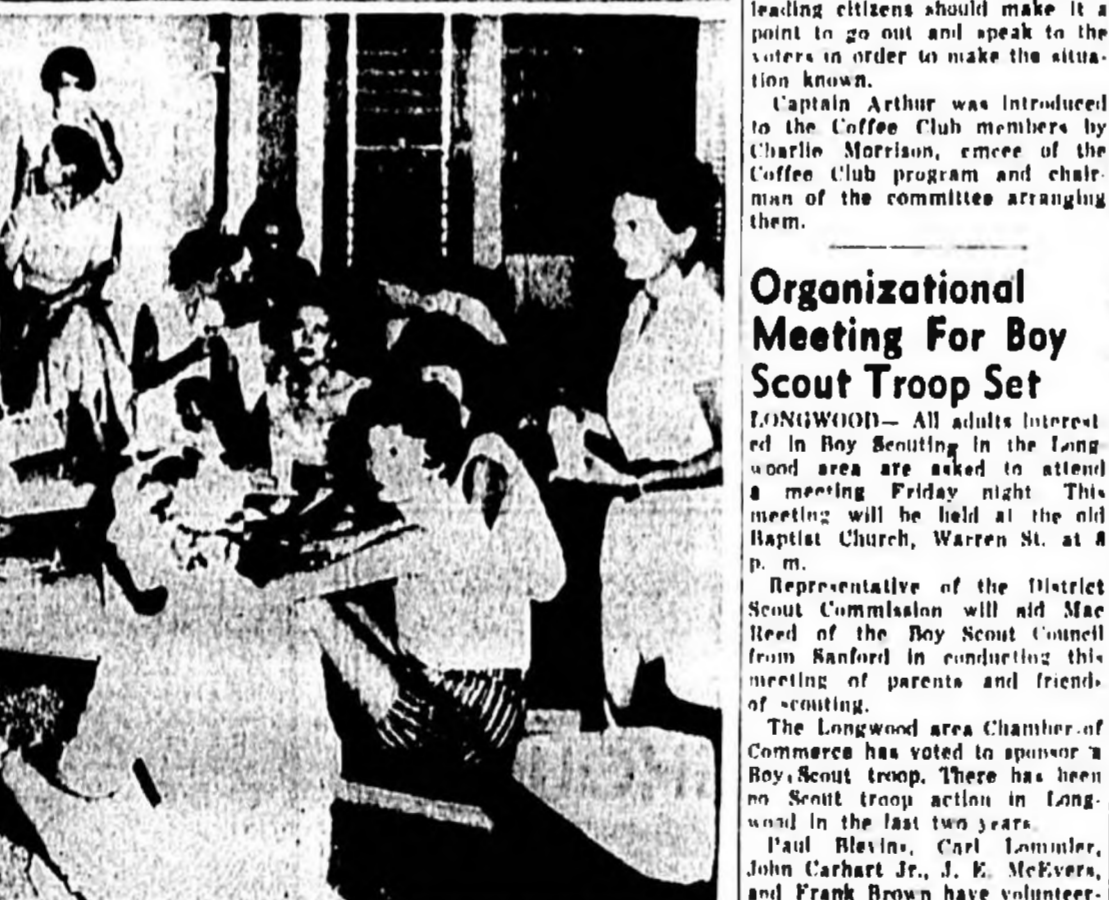 leading citizens should make it a
point to go out and speak to the
voters in order to make the situa-
tion known.
Captain Arthur was introduced
to the Coffee Club members by
Charlie Morrison, emcee of the
Coffee Club program and chair-
man of the committee arranging
them.
Organizational
Meeting For Boy
Scout Troop Set
LONGWOOD— All adults interest
ed in Boy Scouting in the Long
wood area are asked to attend
a meeting Friday night This
meeting will be held at the old
Baptist Church, Warren St. at 8
p. m.
Representative of the District
Scout Commission will aid Mac
Reed of the Boy Scout Council
from Sanford in conducting this
meeting of parents and friends
of scouting.
The Longwood area Chamber of
Commerce has voted to sponsor a
Boy Scout troop. There has been
no Scout troop action in Long-
wood in the last two years.
Paul Blevins, Carl Lommler,
John Carhart Jr., J. E. McEvers,
and Frank Brown have volunteer-